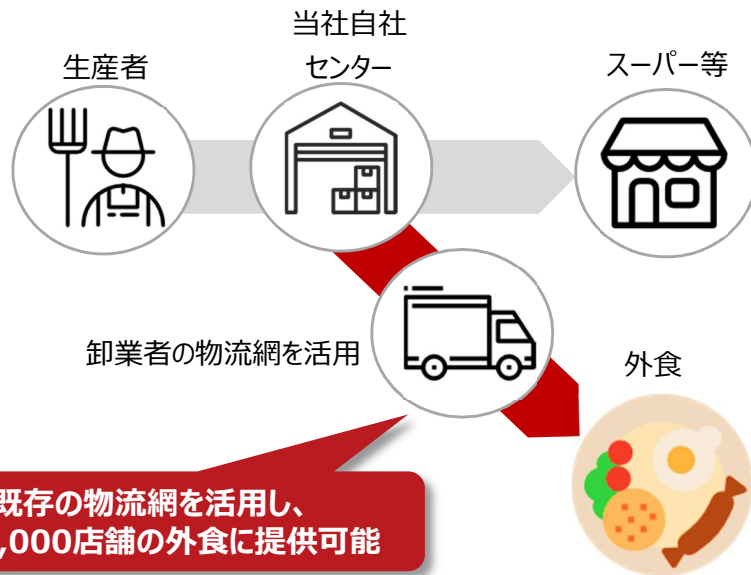 当社自社
センター
生産者
スーパー等
卸業者の物流網を活用
外食
既存の物流網を活用し、
,000店舗の外食に提供可能